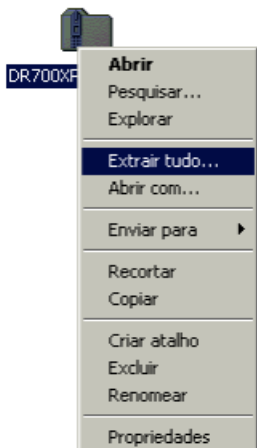 DR700XP
Abrir
Pesquisar...
Explorar
Extrair tudo...
Abrir com...
Enviar para
Recortar
Copiar
Criar atalho
Excluir
Renomear
Propriedades